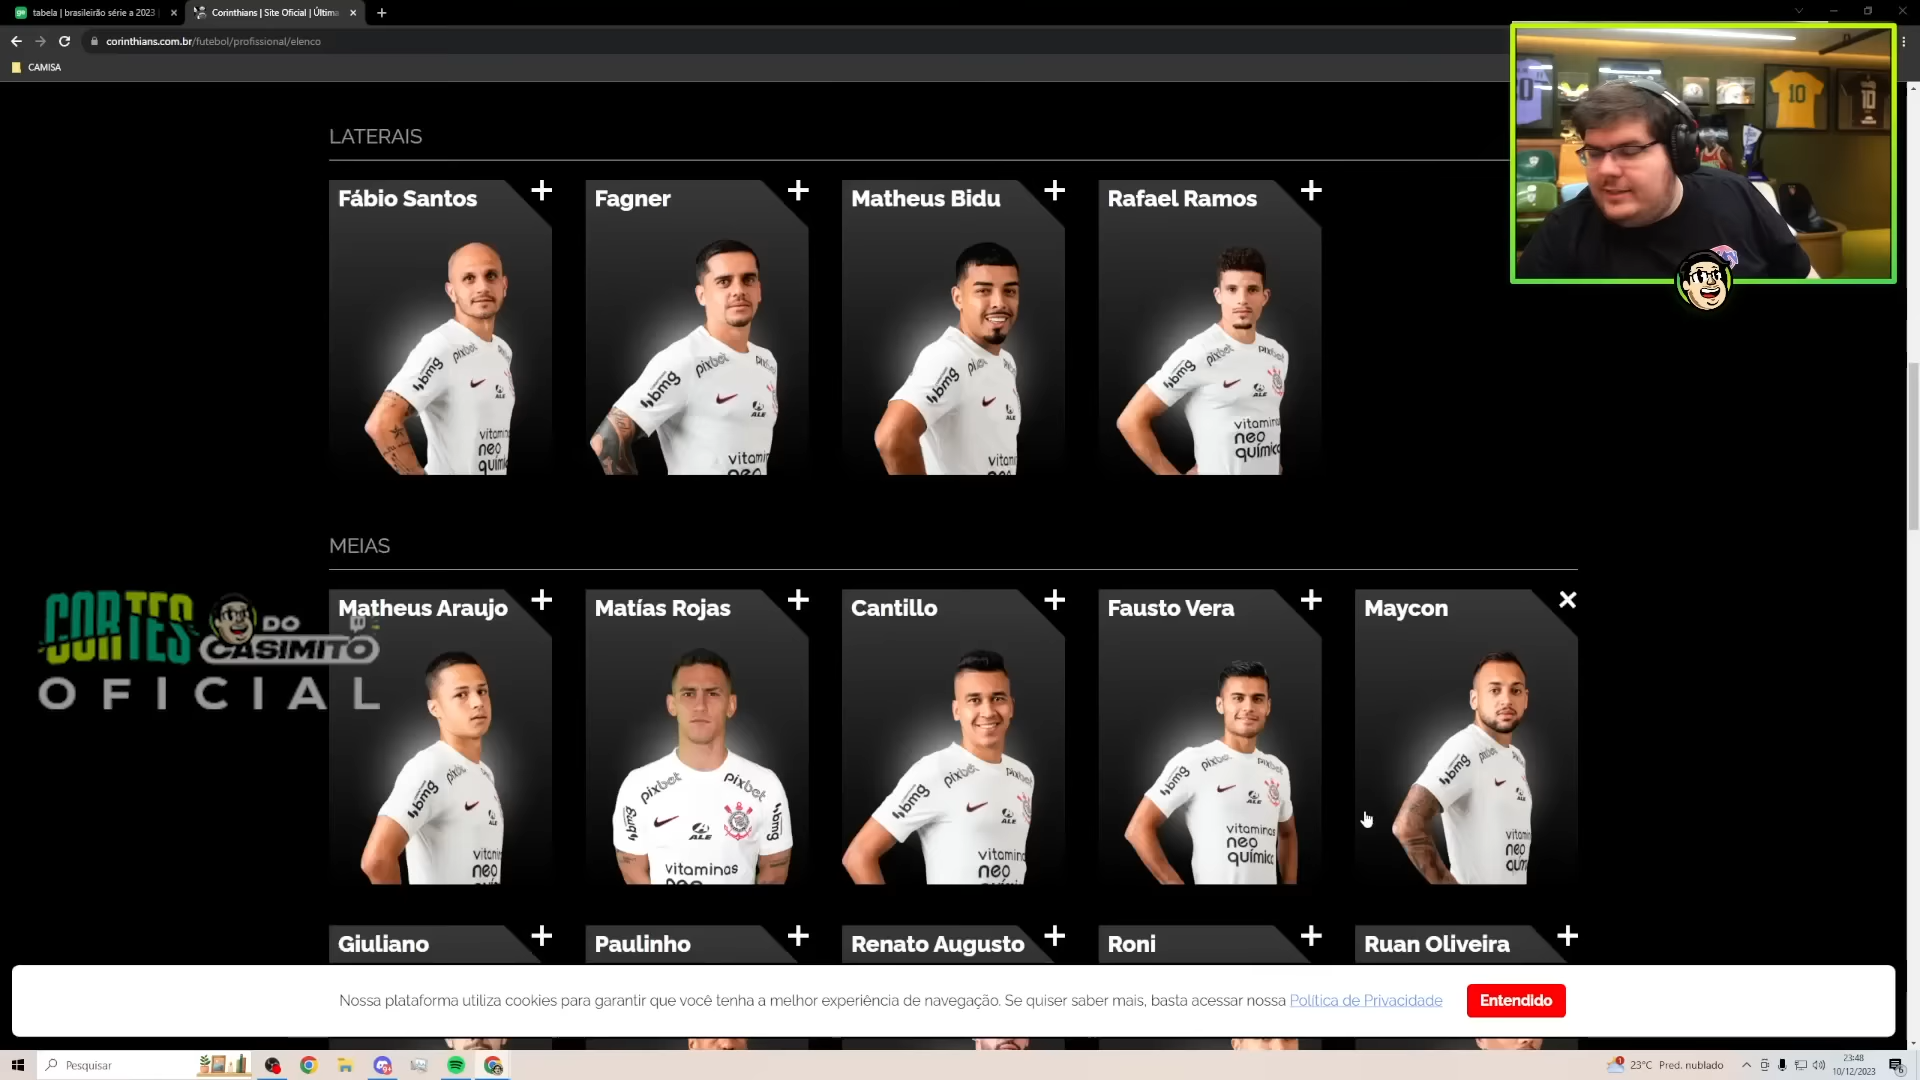 tabela | brasileirão série a 2023
Corinthians | Site Oficial | Últim
corinthians.com.br/futebol/profissional/elenco
CAMISA
LATERAIS
Fábio Santos
Fagner
Matheus Bidu
Rafael Ramos
MEIAS
Matheus Araujo
Matías Rojas
Cantillo
Fausto Vera
Maycon
CORTES DO CASIMITO
OFICIAL
Giuliano
Paulinho
Renato Augusto
Roni
Ruan Oliveira
Nossa plataforma utiliza cookies para garantir que você tenha a melhor experiência de navegação. Se quiser saber mais, basta acessar nossa Política de Privacidade
Entendido
Pesquisar
23°C Pred. nublado
23:48
10/12/2023